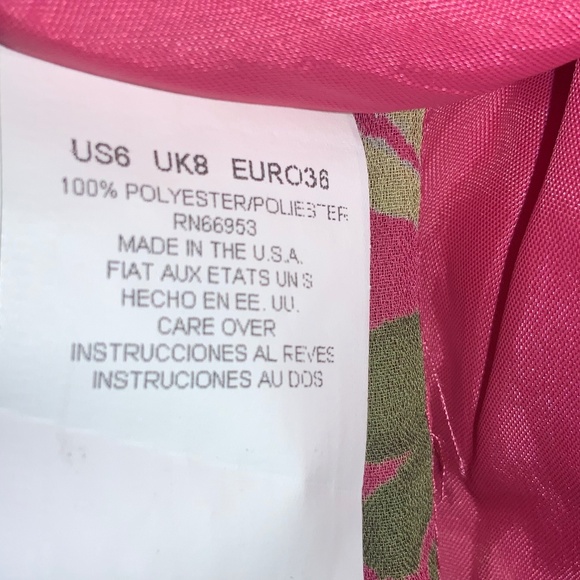 US6 UK8 EURO36
100% POLYESTER/POLIESTER
RN66953
MADE IN THE U.S.A.
FIAT AUX ETATS UNIS
HECHO EN EE. UU.
CARE OVER
INSTRUCCIONES AL REVES
INSTRUCIONES AU DOS